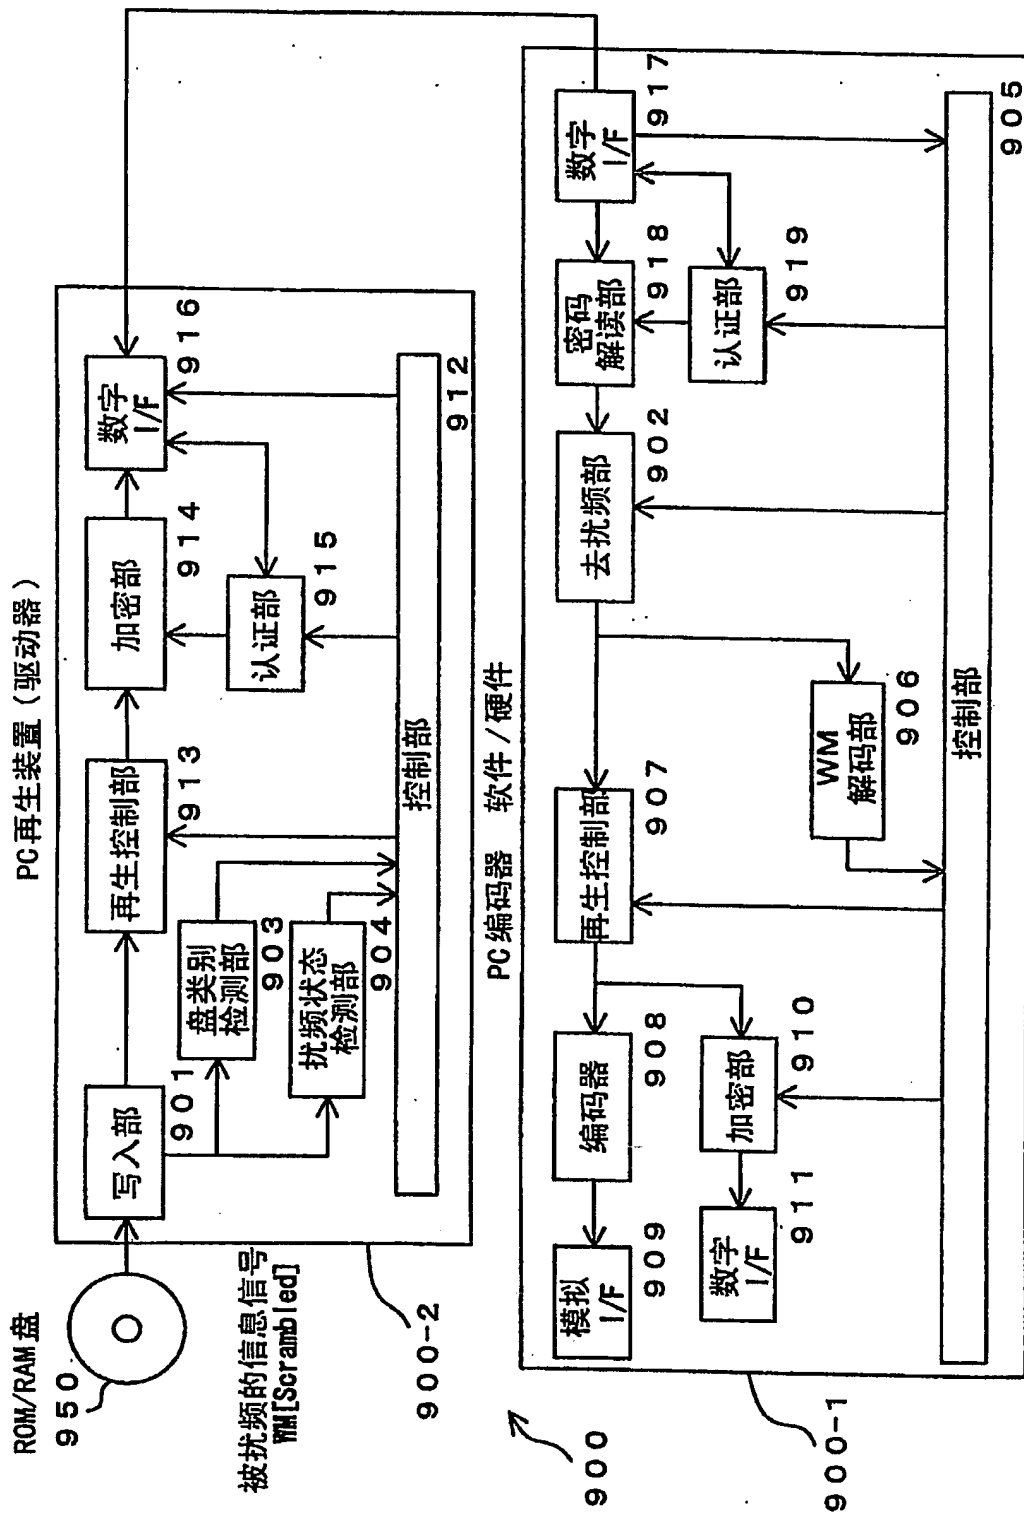 PC再生装置（驱动器）
ROM/RAM盘
950
写入部
901
再生控制部
913
加密部
914
数字
I/F
916
盘类别
检测部
903
扰频状态
检测部
904
认证部
915
控制部
912
被扰频的信息信号
WM[Scrambled]
900-2
PC编码器 软件/硬件
900
模拟
I/F
909
编码器
908
再生控制部
907
去扰频部
902
密码
解读部
918
数字
I/F
917
数字
I/F
911
加密部
910
WM
解码部
906
认证部
919
控制部
905
900-1